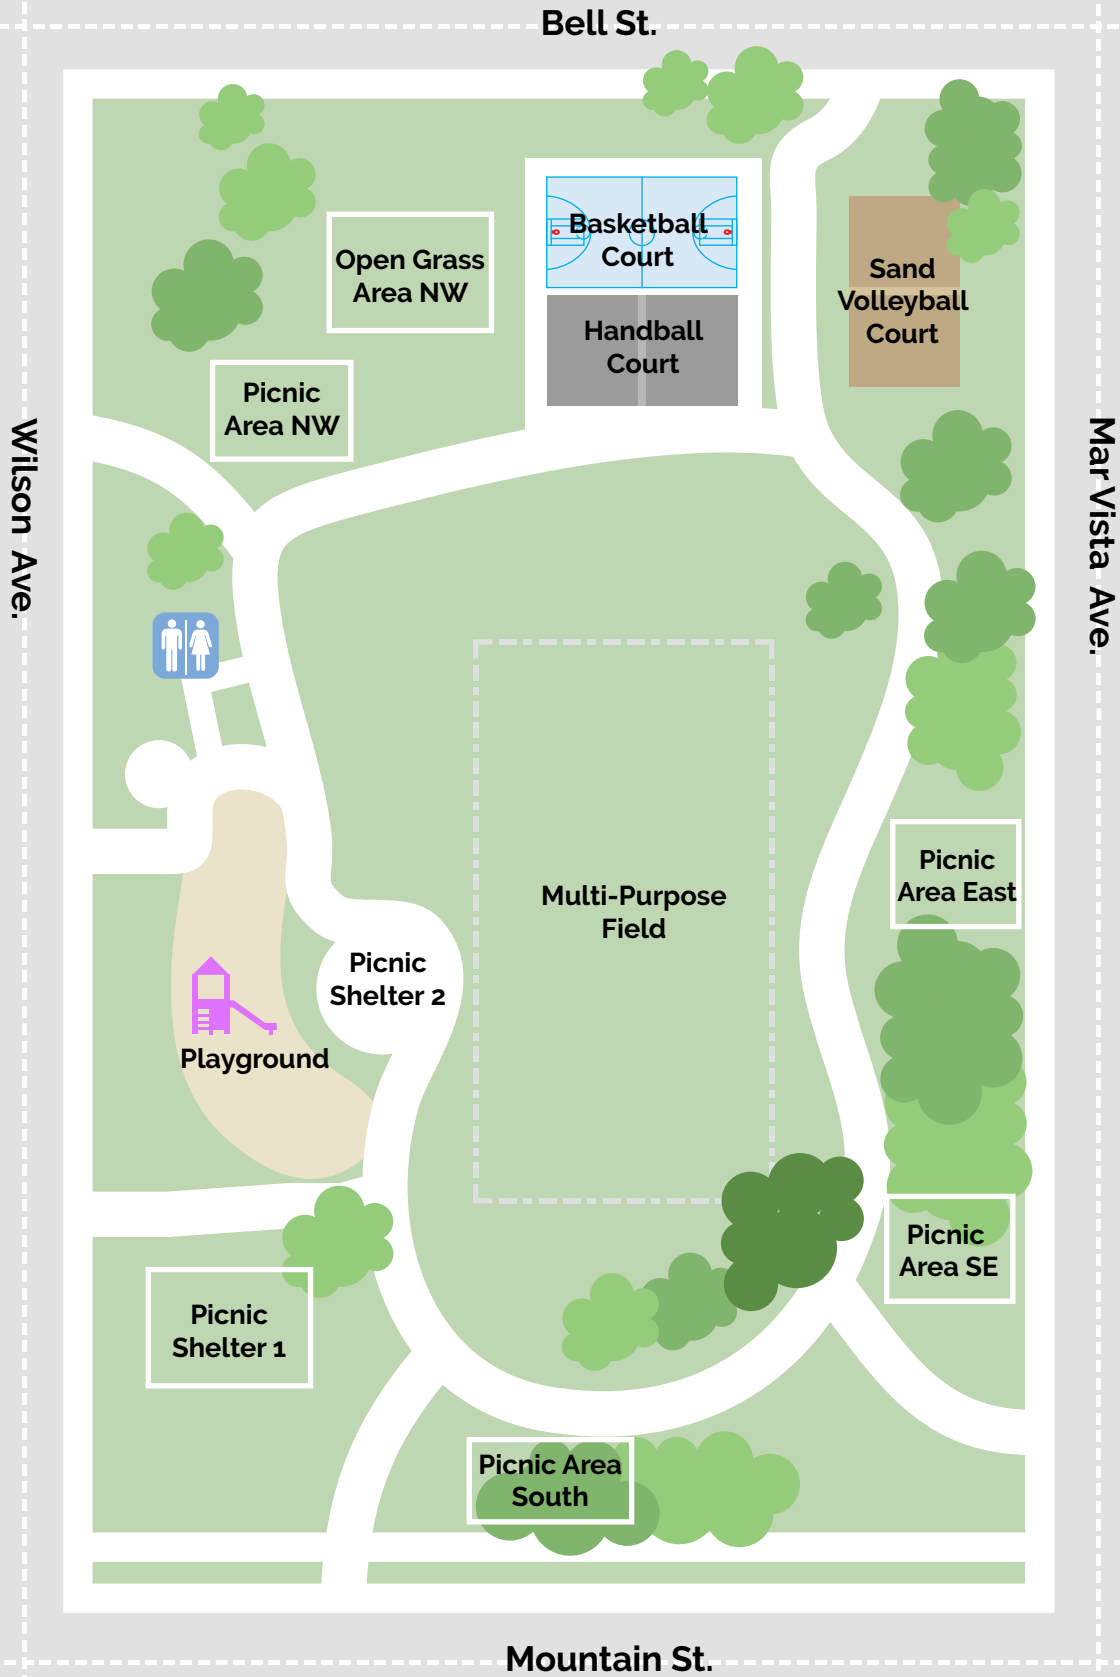 Bell St.
Open Grass
Area NW
Basketball
Court
Handball
Court
Sand
Volleyball
Court
Picnic
Area NW
Wilson Ave.
Mar Vista Ave.
Multi-Purpose
Field
Picnic
Area East
Picnic
Shelter 2
Playground
Picnic
Area SE
Picnic
Shelter 1
Picnic Area
South
Mountain St.